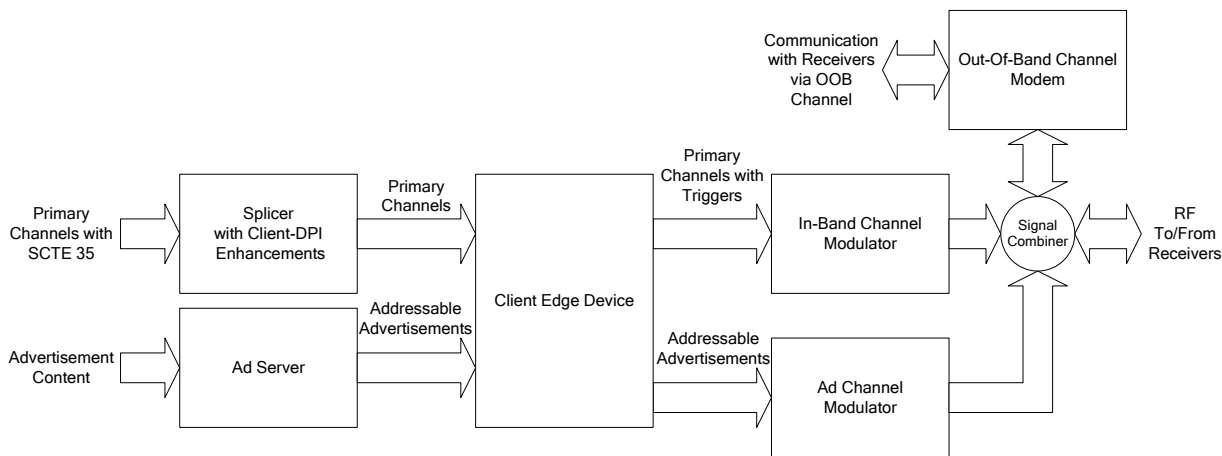 Communication
with Receivers
via OOB
Channel
Out-Of-Band Channel
Modem
Primary
Channels with
SCTE 35
Splicer
with Client-DPI
Enhancements
Primary
Channels
Client Edge Device
Primary
Channels with
Triggers
In-Band Channel
Modulator
Signal
Combiner
RF
To/From
Receivers
Advertisement
Content
Ad Server
Addressable
Advertisements
Addressable
Advertisements
Ad Channel
Modulator